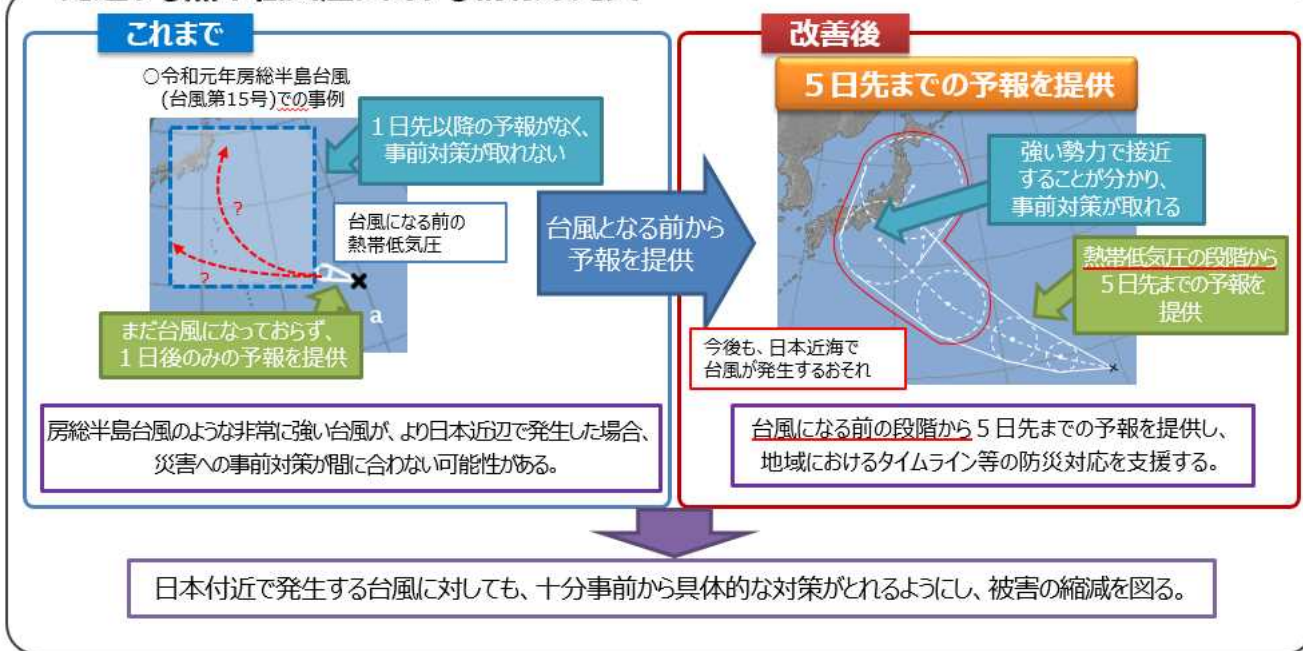 これまで
○令和元年房総半島台風
(台風第15号)での事例
1日先以降の予報がなく、
事前対策が取れない
?
?
台風になる前の
熱帯低気圧
a
まだ台風になっておらず、
1日後のみの予報を提供
房総半島台風のような非常に強い台風が、より日本近辺で発生した場合、
災害への事前対策が間に合わない可能性がある。
台風となる前から
予報を提供
改善後
5日先までの予報を提供
強い勢力で接近
することが分かり、
事前対策が取れる
熱帯低気圧の段階から
5日先までの予報を
提供
今後も、日本近海で
台風が発生するおそれ
台風になる前の段階から5日先までの予報を提供し、
地域におけるタイムライン等の防災対応を支援する。
日本付近で発生する台風に対しても、十分事前から具体的な対策がとれるようにし、被害の縮減を図る。